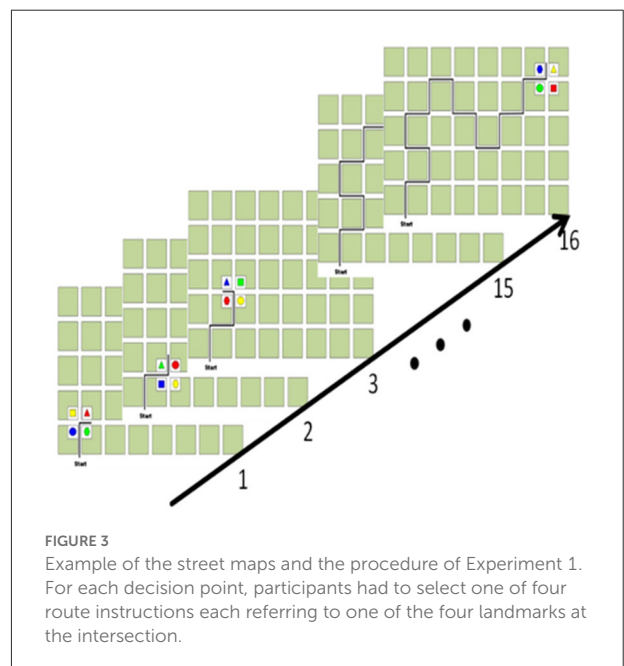 Start
Start
Start
Start
Start
1
2
3
15
16
FIGURE 3
Example of the street maps and the procedure of Experiment 1.
For each decision point, participants had to select one of four
route instructions each referring to one of the four landmarks at
the intersection.